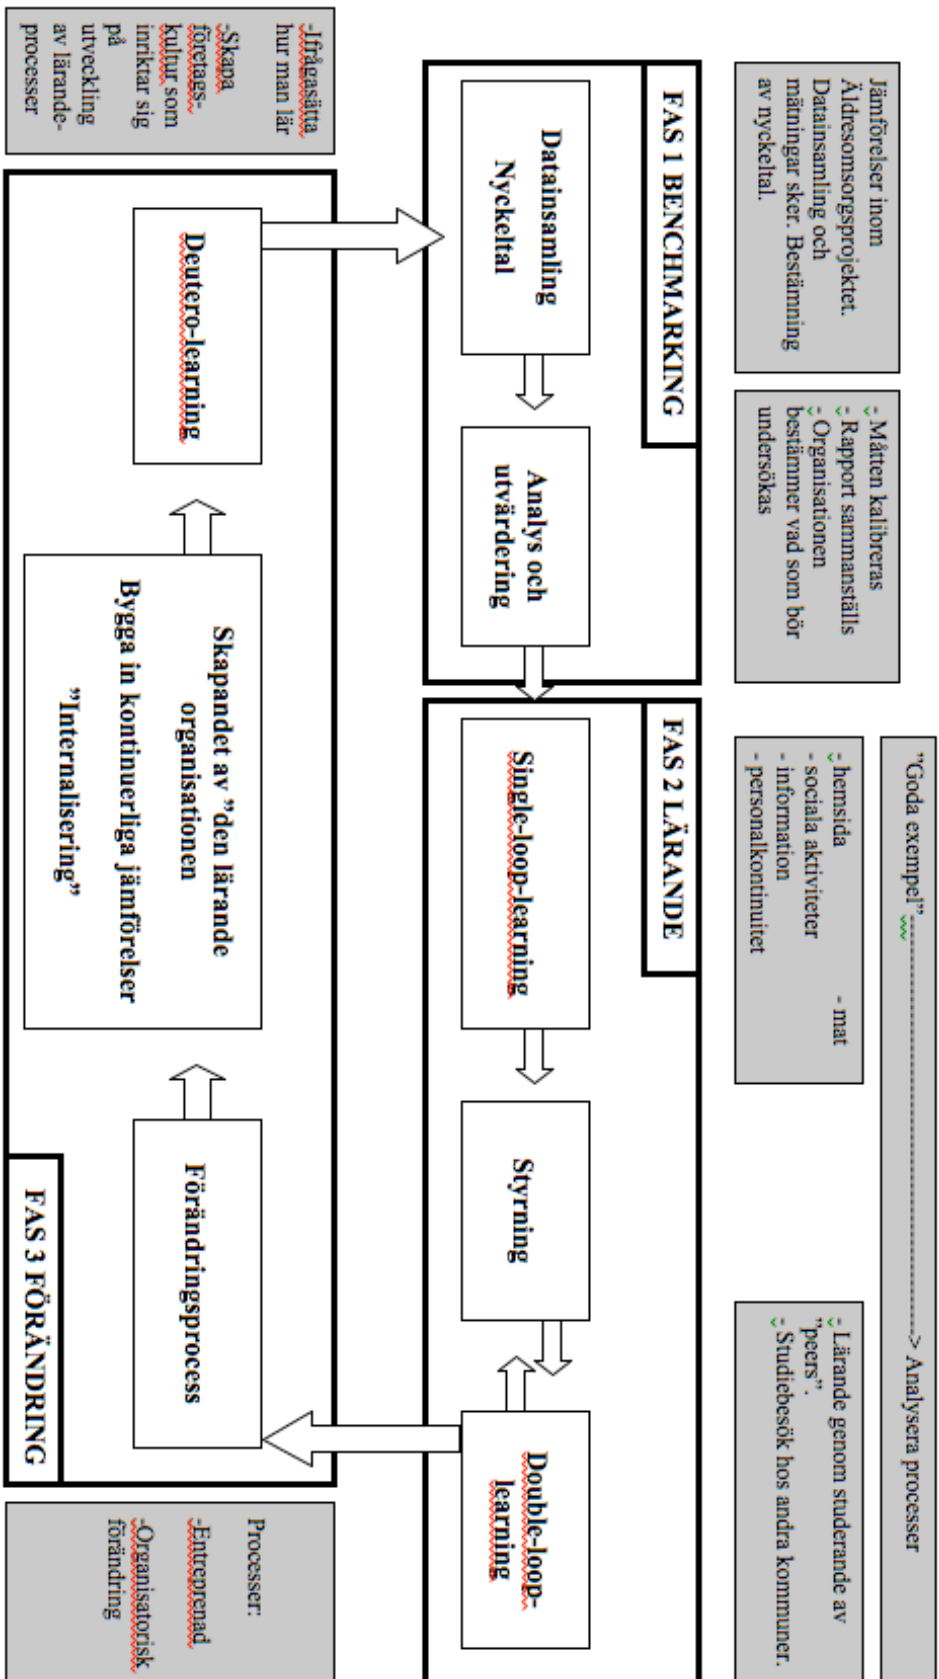 "Goda exempel"--------------------------------------------------> Analysera processer
Jämförelser inom
Äldresomsorgsprojektet.
Datainsamling och
mätningar sker. Bestämning
av nyckeltal.
- Måtten kalibreras
- Rapport sammanställs
- Organisationen
bestämmer vad som bör
undersökas
- hemsida - mat
- sociala aktiviteter
- information
- personalkontinuitet
- Lärande genom studerande av
"peers".
- Studiebesök hos andra kommuner.
FAS 1 BENCHMARKING
Datainsamling
Nyckeltal
Analys och
utvärdering
FAS 2 LÄRANDE
Single-loop-learning
Styrning
Double-loop-
learning
-Ifrågasätta
hur man lär
-Skapa
företags-
kultur som
inriktar sig
på
utveckling
av lärande-
processer
Deutero-learning
Skapandet av "den lärande
organisationen
Bygga in kontinuerliga jämförelser
"Internalisering"
Förändringsprocess
FAS 3 FÖRÄNDRING
Processer:
-Entreprenad
-Organisatorisk
förändring